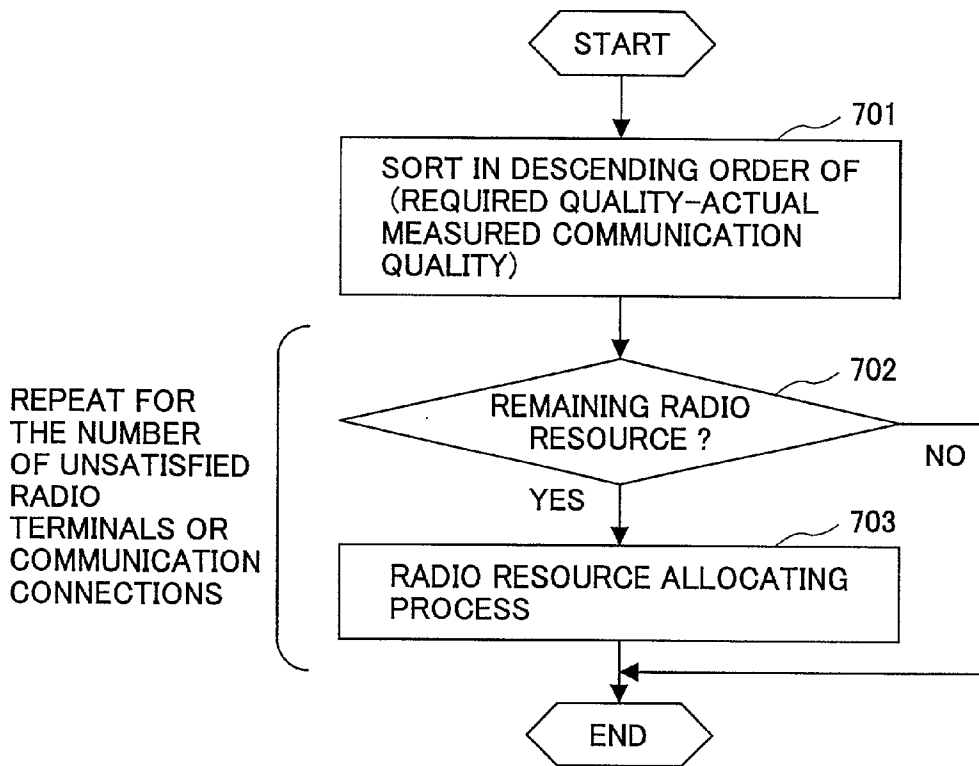 START
701
SORT IN DESCENDING ORDER OF
(REQUIRED QUALITY-ACTUAL
MEASURED COMMUNICATION
QUALITY)
702
REMAINING RADIO
RESOURCE ?
NO
YES
REPEAT FOR
THE NUMBER
OF UNSATISFIED
RADIO
TERMINALS OR
COMMUNICATION
CONNECTIONS
703
RADIO RESOURCE ALLOCATING
PROCESS
END